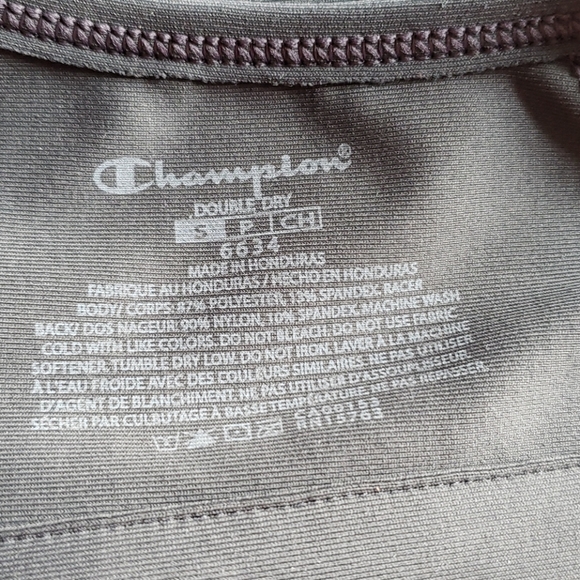 Champion®
DOUBLE DRY
S P CH
6634
MADE IN HONDURAS
FABRIQUE AU HONDURAS / HECHO EN HONDURAS
BODY/ CORPS: 87% POLYESTER, 13% SPANDEX. RACER
BACK/ DOS NAGEUR 90% NYLON, 10% SPANDEX. MACHINE WASH
COLD WITH LIKE COLORS. DO NOT BLEACH. DO NOT USE FABRIC
SOFTENER. TUMBLE DRY LOW. DO NOT IRON. LAVER À LA MACHINE
À L'EAU FROIDE AVEC DES COULEURS SIMILAIRES. NE PAS UTILISER
D'AGENT DE BLANCHIMENT. NE PAS UTILISER D'ASSOUPLISSEUR.
SÉCHER PAR CULBUTAGE À BASSE TEMPÉRATURE. NE PAS REPASSER.
RN15763